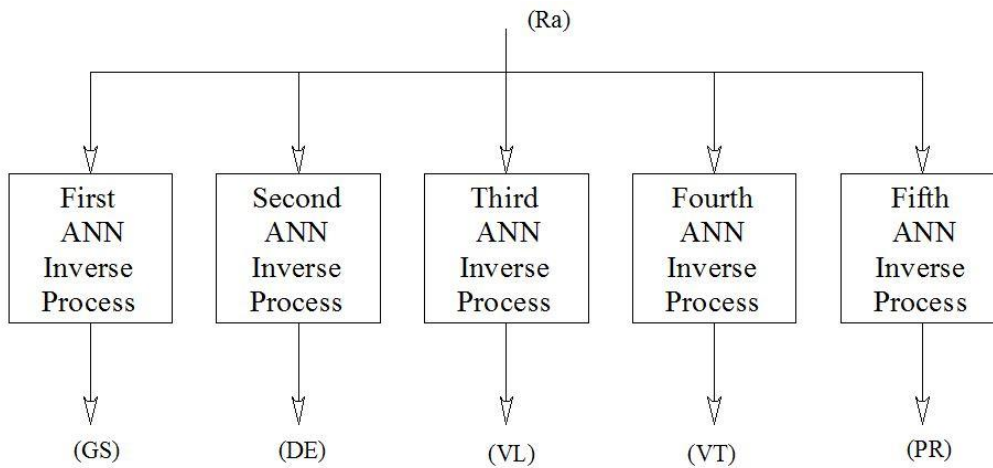 (Ra)
First
ANN
Inverse
Process
Second
ANN
Inverse
Process
Third
ANN
Inverse
Process
Fourth
ANN
Inverse
Process
Fifth
ANN
Inverse
Process
(GS)
(DE)
(VL)
(VT)
(PR)